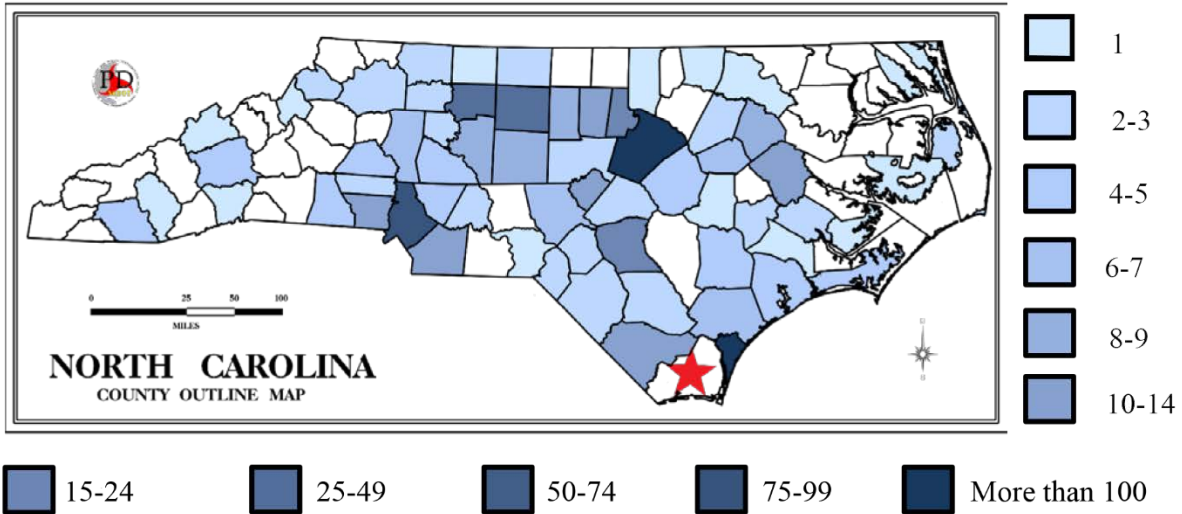 PD
1
2-3
4-5
6-7
8-9
10-14
0 25 50 100
MILES
NORTH CAROLINA
COUNTY OUTLINE MAP
15-24 25-49 50-74 75-99 More than 100